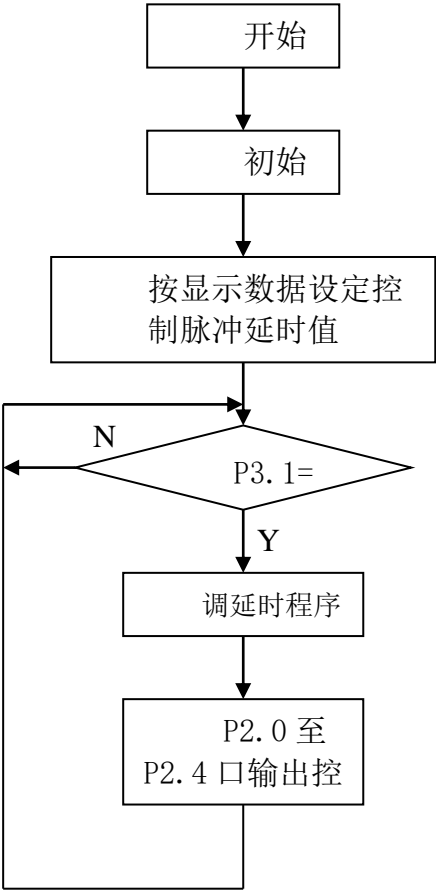 开始
初始
按显示数据设定控
制脉冲延时值
N
P3.1=
Y
调延时程序
P2.0 至
P2.4 口输出控